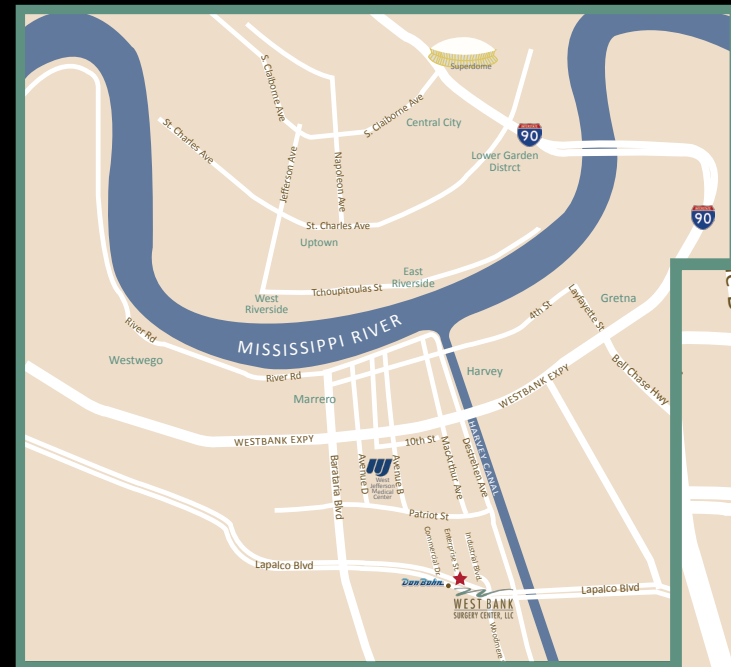 Superdome
S. Claiborne Ave
S. Claiborne Ave
Central City
90
St. Charles Ave
Jefferson Ave
Napoleon Ave
Lower Garden
Distrct
90
St. Charles Ave
Uptown
East
Riverside
Tchoupitoulas St
West
Riverside
Gretna
Layfayette St
4th St
River Rd
MISSISSIPPI RIVER
Westwego
River Rd
Harvey
Bell Chase Hwy
Marrero
WESTBANK EXPY
WESTBANK EXPY
10th St
HARVEY CANAL
Barataria Blvd
Avenue D
West
Jefferson
Medical
Center
Avenue B
MacArthur Ave
Destrehen Ave
Patriot St
Commercial Dr.
Enterprise St.
Industrial Blvd.
Lapalco Blvd
Don Bohn
Lapalco Blvd
WEST BANK
SURGERY CENTER, LLC
Woodmere